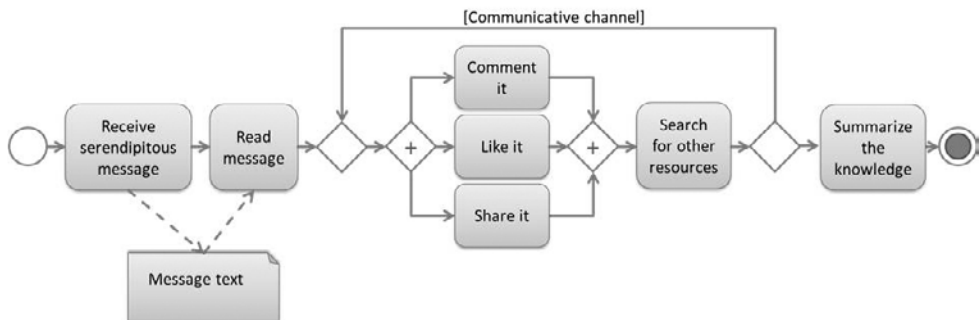 [Communicative channel]
Receive
serendipitous
message
Read
message
+
Comment
it
Like it
Share it
+
Search
for other
resources
Summarize
the
knowledge
Message text